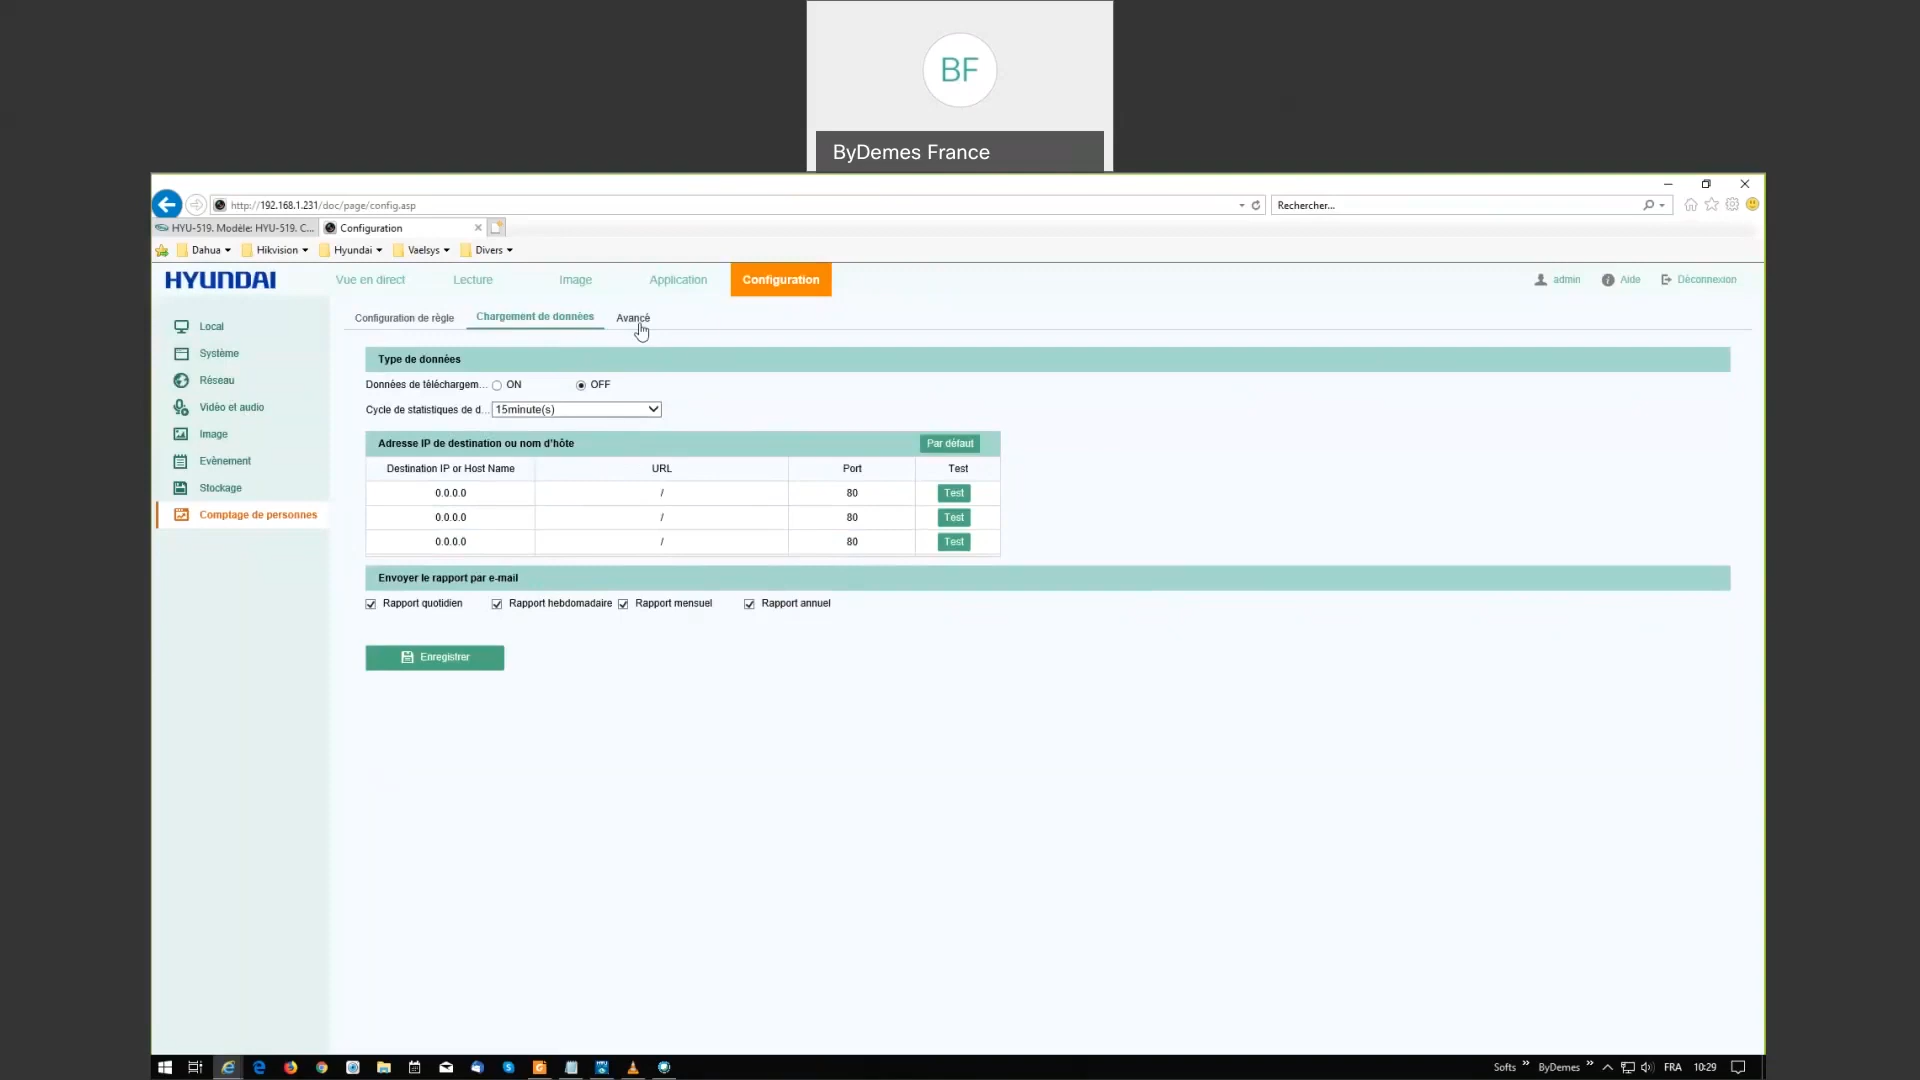 BF
ByDemes France
http://192.168.1.231/doc/page/config.asp
Rechercher...
HYU-519. Modèle: HYU-519. C...
Configuration
Dahua
Hikvision
Hyundai
Vaelsys
Divers
HYUNDAI
Vue en direct
Lecture
Image
Application
Configuration
admin
Aide
Déconnexion
Local
Système
Réseau
Vidéo et audio
Image
Evènement
Stockage
Comptage de personnes
Configuration de règle
Chargement de données
Avancé
Type de données
Données de téléchargem... ON OFF
Cycle de statistiques de d... 15minute(s)
Adresse IP de destination ou nom d'hôte Par défaut
Destination IP or Host Name URL Port Test
0.0.0.0 / 80 Test
0.0.0.0 / 80 Test
0.0.0.0 / 80 Test
Envoyer le rapport par e-mail
Rapport quotidien Rapport hebdomadaire Rapport mensuel Rapport annuel
Enregistrer
Softs » ByDemes » FRA 10:29